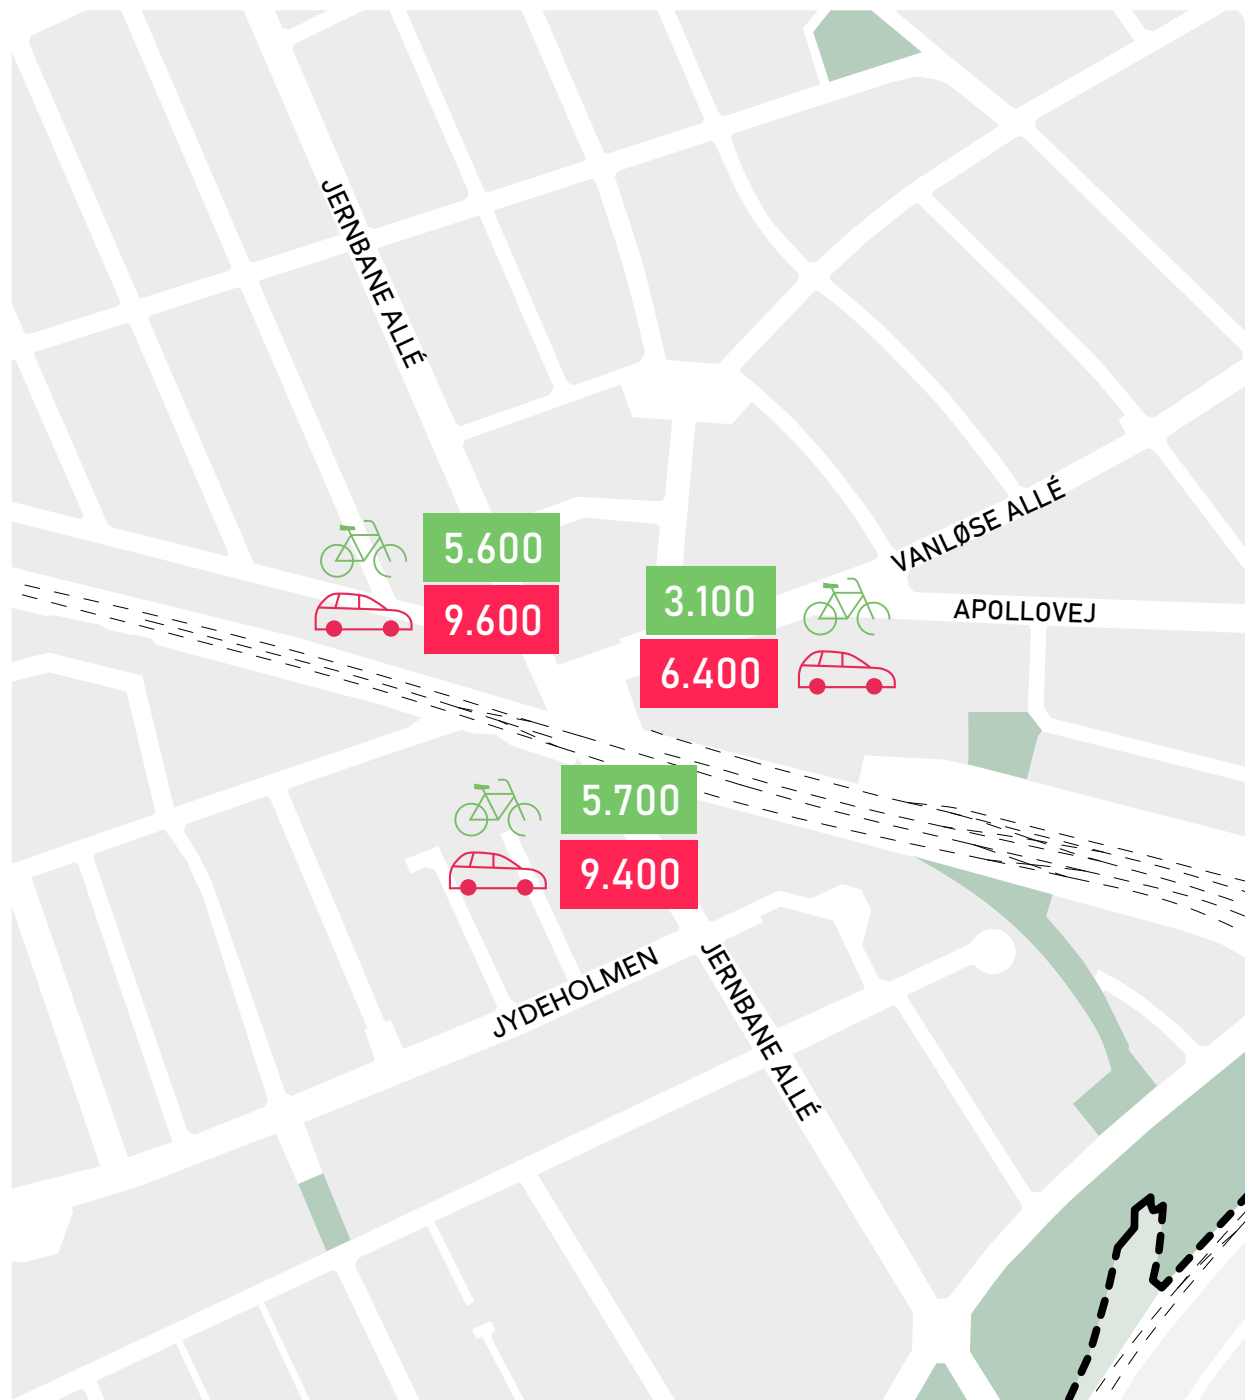 JERNBANE ALLÉ
VANLØSE ALLÉ
5.600
9.600
3.100
APOLLOVEJ
6.400
5.700
9.400
JYDEHOLMEN
JERNBANE ALLÉ